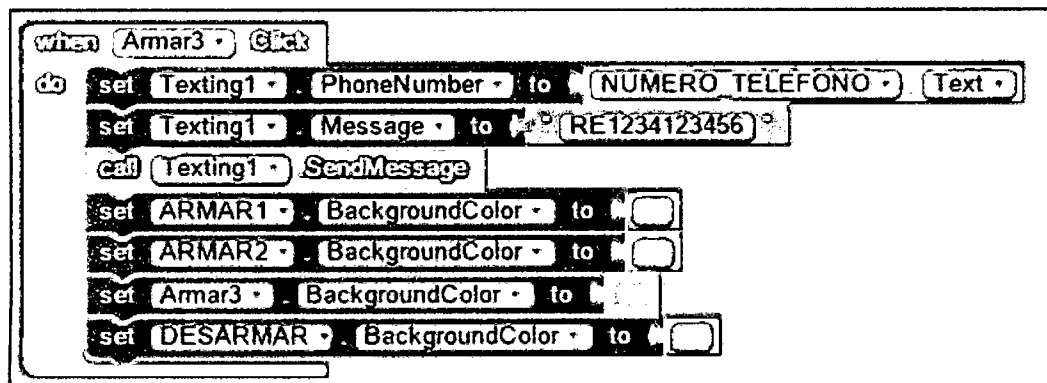 when Armar3 . Click
do set Texting1 . PhoneNumber to NUMERO_TELEFONO . Text
set Texting1 . Message to " RE1234123456 "
call Texting1 .SendMessage
set ARMAR1 . BackgroundColor to
set ARMAR2 . BackgroundColor to
set Armar3 . BackgroundColor to
set DESARMAR . BackgroundColor to